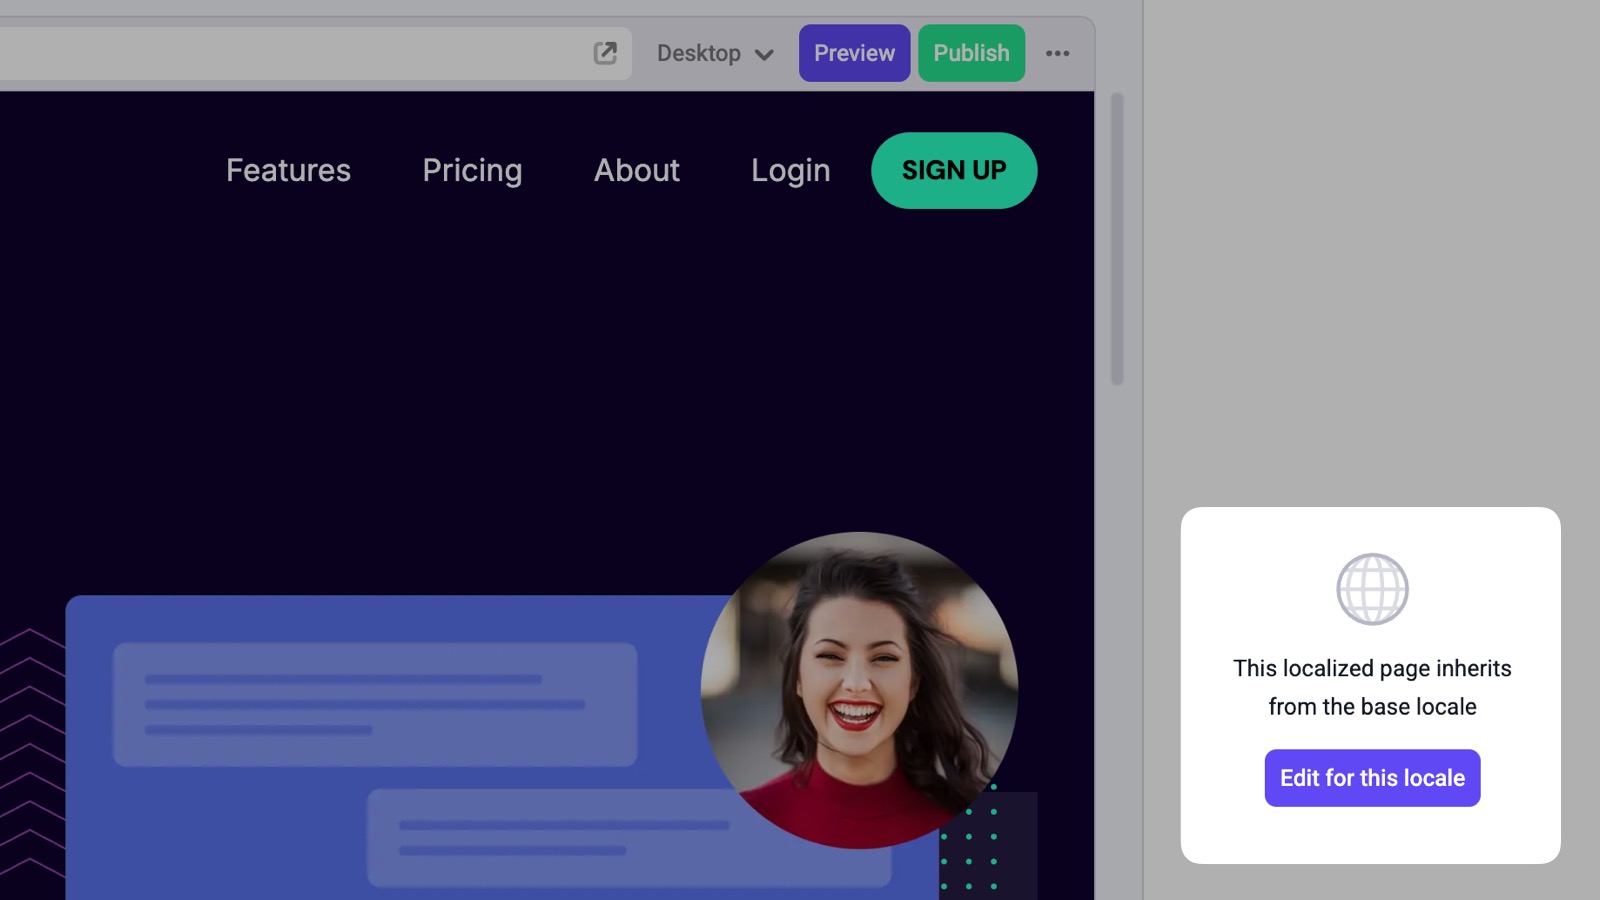 Desktop
Preview
Publish
Features
Pricing
About
Login
SIGN UP
This localized page inherits
from the base locale
Edit for this locale